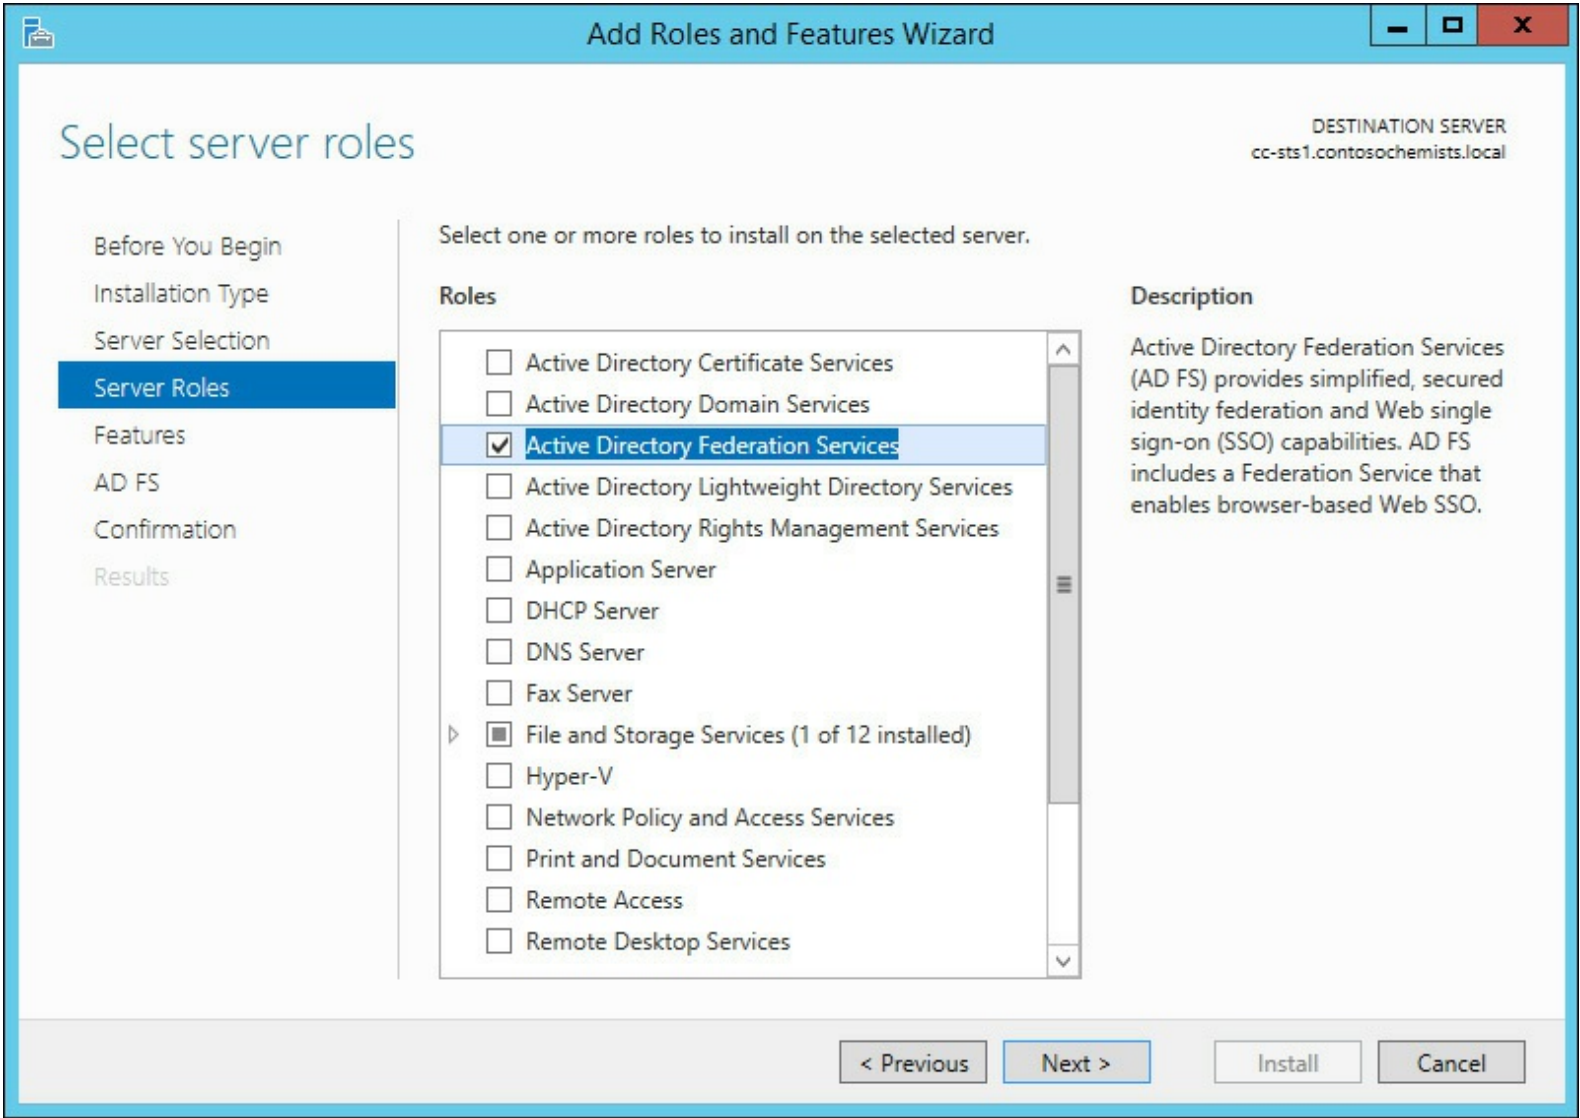 Add Roles and Features Wizard
Select server roles
DESTINATION SERVER
cc-sts1.contosochemists.local
Before You Begin
Installation Type
Server Selection
Server Roles
Features
AD FS
Confirmation
Results
Select one or more roles to install on the selected server.
Roles
Active Directory Certificate Services
Active Directory Domain Services
Active Directory Federation Services
Active Directory Lightweight Directory Services
Active Directory Rights Management Services
Application Server
DHCP Server
DNS Server
Fax Server
File and Storage Services (1 of 12 installed)
Hyper-V
Network Policy and Access Services
Print and Document Services
Remote Access
Remote Desktop Services
Description
Active Directory Federation Services
(AD FS) provides simplified, secured
identity federation and Web single
sign-on (SSO) capabilities. AD FS
includes a Federation Service that
enables browser-based Web SSO.
< Previous
Next >
Install
Cancel